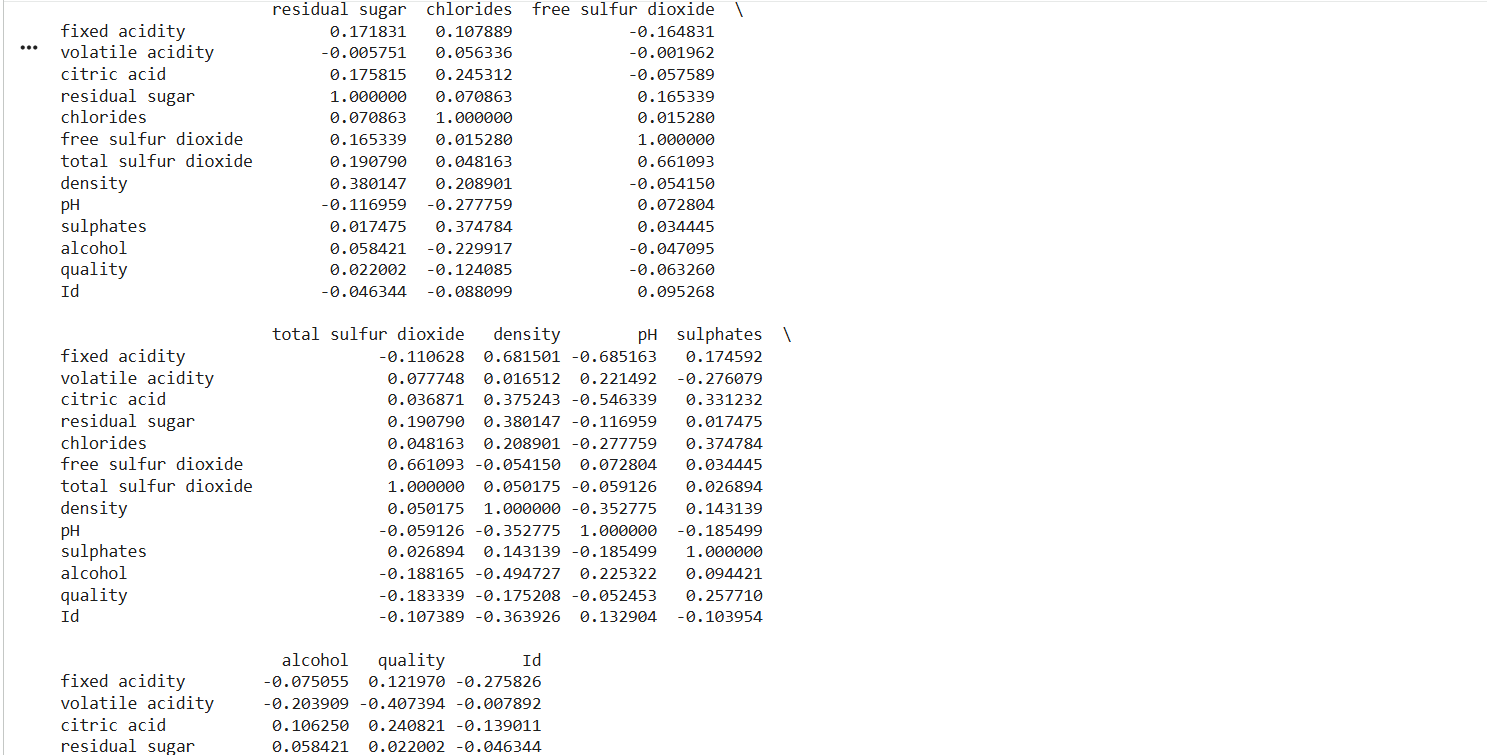 residual sugar  chlorides  free sulfur dioxide  \
fixed acidity               0.171831   0.107889            -0.164831
... volatile acidity       -0.005751   0.056336            -0.001962
citric acid                 0.175815   0.245312            -0.057589
residual sugar              1.000000   0.070863             0.165339
chlorides                   0.070863   1.000000             0.015280
free sulfur dioxide         0.165339   0.015280             1.000000
total sulfur dioxide        0.190790   0.048163             0.661093
density                     0.380147   0.208901            -0.054150
pH                         -0.116959  -0.277759             0.072804
sulphates                   0.017475   0.374784             0.034445
alcohol                     0.058421  -0.229917            -0.047095
quality                     0.022002  -0.124085            -0.063260
Id                         -0.046344  -0.088099             0.095268

                      total sulfur dioxide   density        pH  sulphates  \
fixed acidity                    -0.110628  0.681501 -0.685163   0.174592
volatile acidity                  0.077748  0.016512  0.221492  -0.276079
citric acid                       0.036871  0.375243 -0.546339   0.331232
residual sugar                    0.190790  0.380147 -0.116959   0.017475
chlorides                         0.048163  0.208901 -0.277759   0.374784
free sulfur dioxide               0.661093 -0.054150  0.072804   0.034445
total sulfur dioxide              1.000000  0.050175 -0.059126   0.026894
density                           0.050175  1.000000 -0.352775   0.143139
pH                               -0.059126 -0.352775  1.000000  -0.185499
sulphates                         0.026894  0.143139 -0.185499   1.000000
alcohol                          -0.188165 -0.494727  0.225322   0.094421
quality                          -0.183339 -0.175208 -0.052453   0.257710
Id                               -0.107389 -0.363926  0.132904  -0.103954

                       alcohol   quality        Id
fixed acidity        -0.075055  0.121970 -0.275826
volatile acidity     -0.203909 -0.407394 -0.007892
citric acid           0.106250  0.240821 -0.139011
residual sugar        0.058421  0.022002 -0.046344